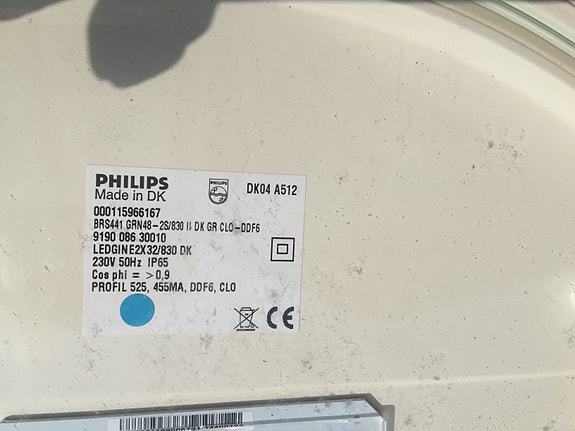 PHILIPS
Made in DK
DK04 A512
000115966167
BRS441 GRN48-2S/830 II DK GR CLO-DDF6
9190 086 30010
LEDGINE2X32/830 DK
230V 50Hz IP65
Cos phi = >0,9
PROFIL 525, 455MA, DDF6, CLO
CE